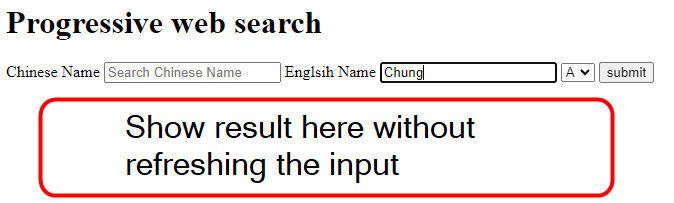 Progressive web search
Chinese Name Search Chinese Name Englsih Name Chung A submit
Show result here without
refreshing the input